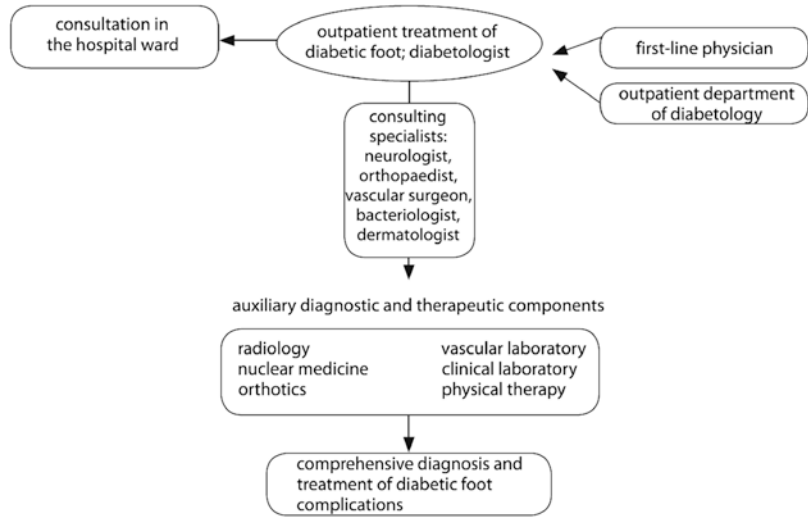 consultation in
the hospital ward
outpatient treatment of
diabetic foot; diabetologist
first-line physician
outpatient department
of diabetology
consulting
specialists:
neurologist,
orthopaedist,
vascular surgeon,
bacteriologist,
dermatologist
auxiliary diagnostic and therapeutic components
radiology
nuclear medicine
orthotics
vascular laboratory
clinical laboratory
physical therapy
comprehensive diagnosis and
treatment of diabetic foot
complications